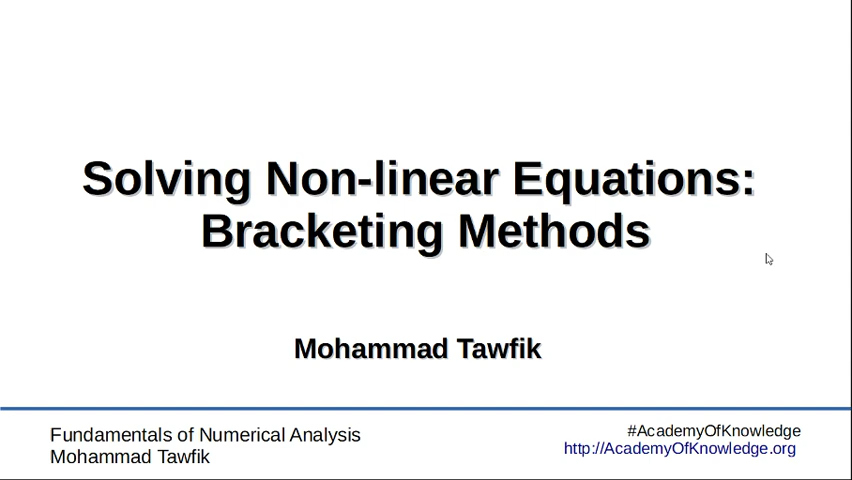 Solving Non-linear Equations:
Bracketing Methods
Mohammad Tawfik
Fundamentals of Numerical Analysis
Mohammad Tawfik
#AcademyOfKnowledge
http://AcademyOfKnowledge.org